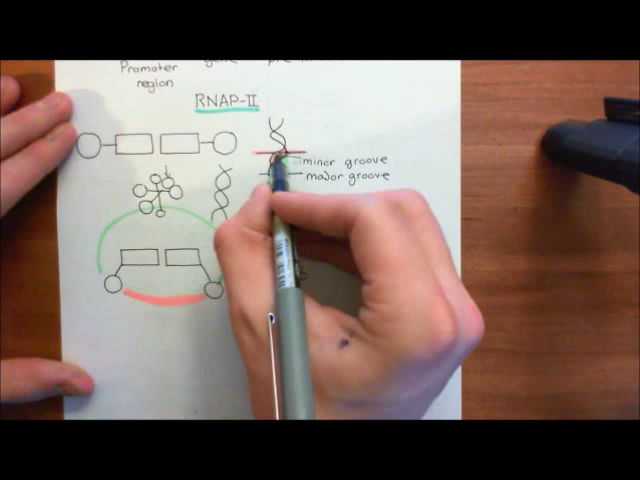 Promoter
region
RNAP-II
minor groove
major groove